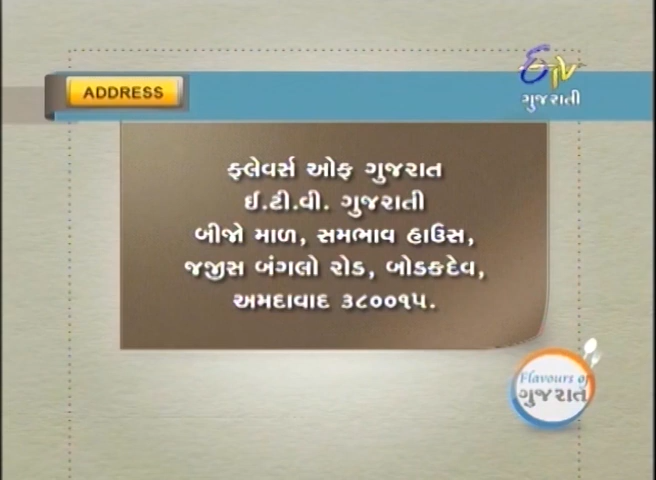 ADDRESS
ETV
ગુજરાતી
ફ્લેવર્સ ઓફ ગુજરાત
ઈ.ટી.વી. ગુજરાતી
બીજો માળ, સમભાવ હાઉસ,
જજીસ બંગલો રોડ, બોડકદેવ,
અમદાવાદ ૩૮૦૦૧૫.
Flavours of
ગુજરાત